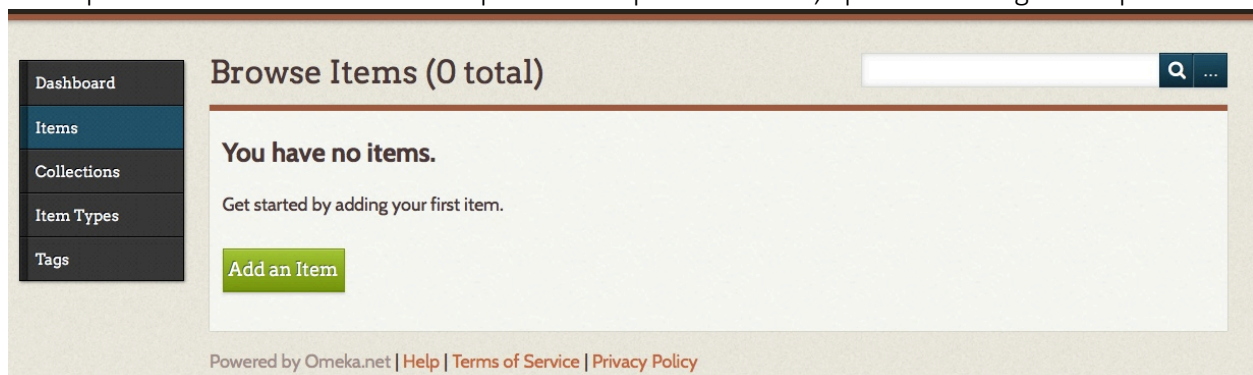 Browse Items (0 total)
...
Dashboard
Items
Collections
Item Types
Tags
You have no items.
Get started by adding your first item.
Add an Item
Powered by Omeka.net | Help | Terms of Service | Privacy Policy